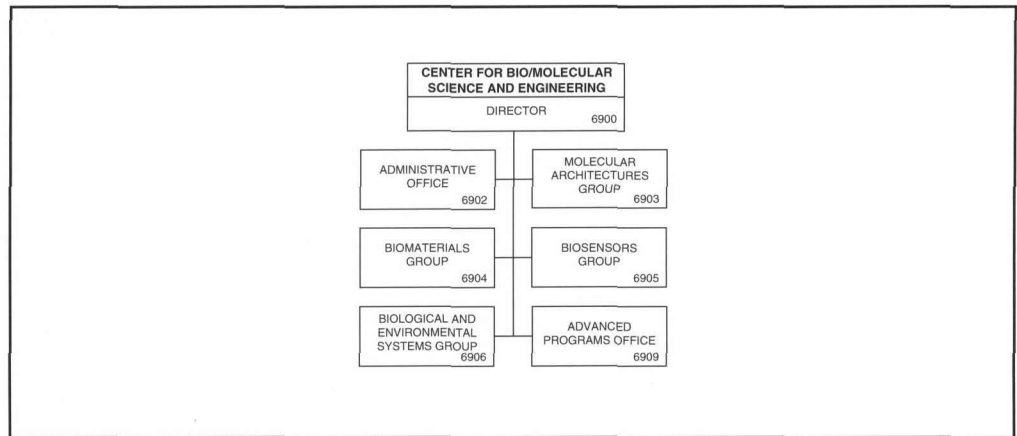 CENTER FOR BIO/MOLECULAR
SCIENCE AND ENGINEERING
DIRECTOR
6900
ADMINISTRATIVE
OFFICE
6902
MOLECULAR
ARCHITECTURES
GROUP
6903
BIOMATERIALS
GROUP
6904
BIOSENSORS
GROUP
6905
BIOLOGICAL AND
ENVIRONMENTAL
SYSTEMS GROUP
6906
ADVANCED
PROGRAMS OFFICE
6909